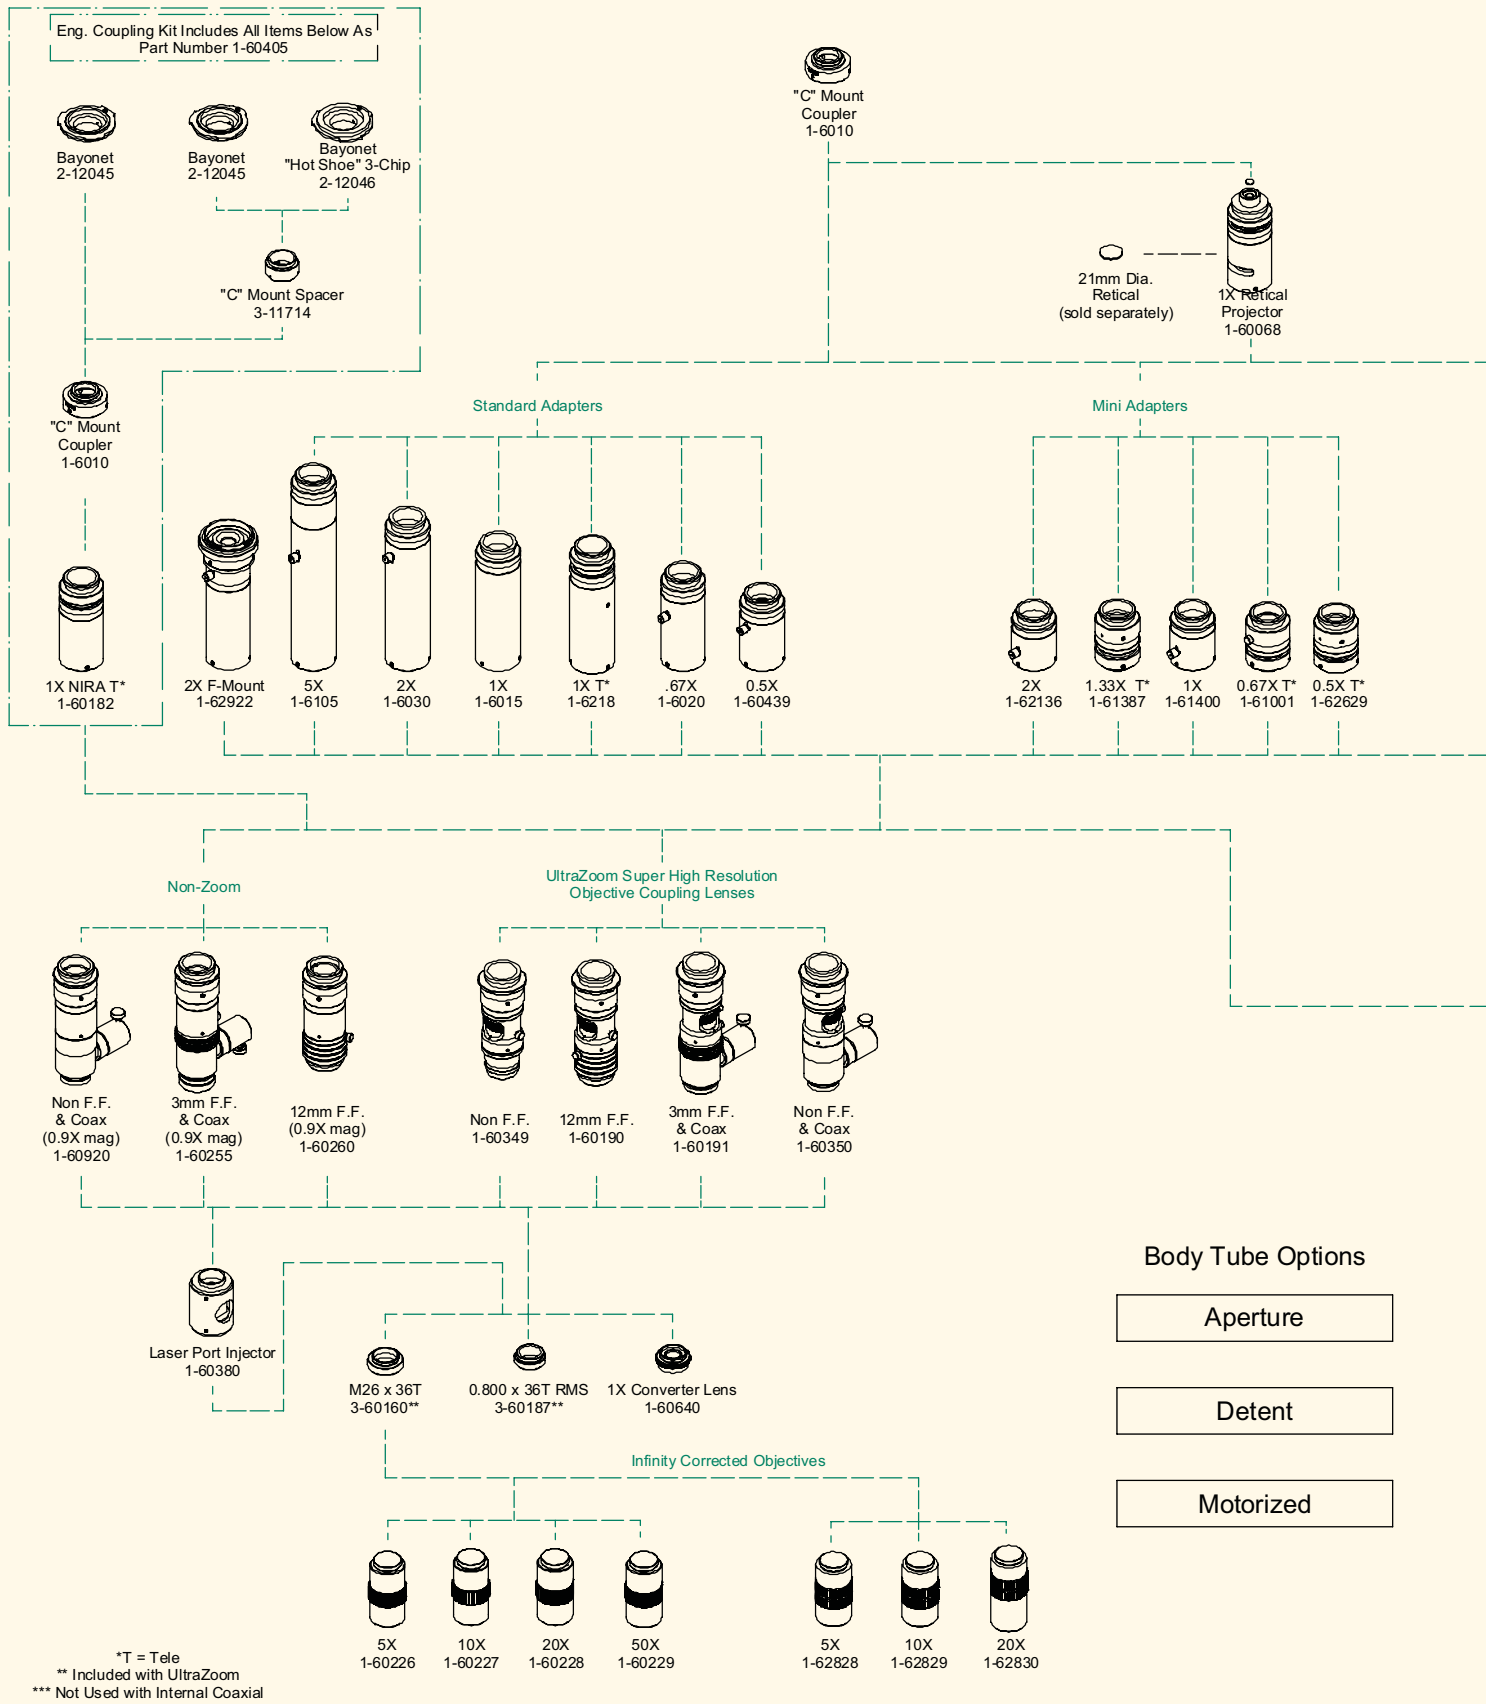 Eng. Coupling Kit Includes All Items Below As
Part Number 1-60405
Bayonet
2-12045
Bayonet
2-12045
Bayonet
"Hot Shoe" 3-Chip
2-12046
"C" Mount Spacer
3-11714
"C" Mount
Coupler
1-6010
1X NIRA T*
1-60182
"C" Mount
Coupler
1-6010
21mm Dia.
Retical
(sold separately)
1X Retical
Projector
1-60068
Standard Adapters
Mini Adapters
2X F-Mount
1-62922
5X
1-6105
2X
1-6030
1X
1-6015
1X T*
1-6218
.67X
1-6020
0.5X
1-60439
2X
1-62136
1.33X T*
1-61387
1X
1-61400
0.67X T*
1-61001
0.5X T*
1-62629
Non-Zoom
UltraZoom Super High Resolution
Objective Coupling Lenses
Non F.F.
& Coax
(0.9X mag)
1-60920
3mm F.F.
& Coax
(0.9X mag)
1-60255
12mm F.F.
(0.9X mag)
1-60260
Non F.F.
1-60349
12mm F.F.
1-60190
3mm F.F.
& Coax
1-60191
Non F.F.
& Coax
1-60350
Laser Port Injector
1-60380
M26 x 36T
3-60160**
0.800 x 36T RMS
3-60187**
1X Converter Lens
1-60640
Infinity Corrected Objectives
5X
1-60226
10X
1-60227
20X
1-60228
50X
1-60229
5X
1-62828
10X
1-62829
20X
1-62830
Body Tube Options
Aperture
Detent
Motorized
*T = Tele
** Included with UltraZoom
*** Not Used with Internal Coaxial